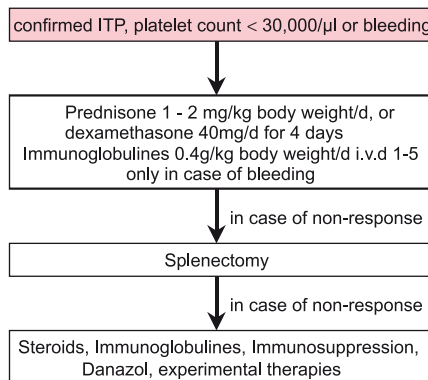 confirmed ITP, platelet count < 30,000/µl or bleeding
Prednisone 1 - 2 mg/kg body weight/d, or
dexamethasone 40mg/d for 4 days
Immunoglobulines 0.4g/kg body weight/d i.v.d 1-5
only in case of bleeding
in case of non-response
Splenectomy
in case of non-response
Steroids, Immunoglobulines, Immunosuppression,
Danazol, experimental therapies